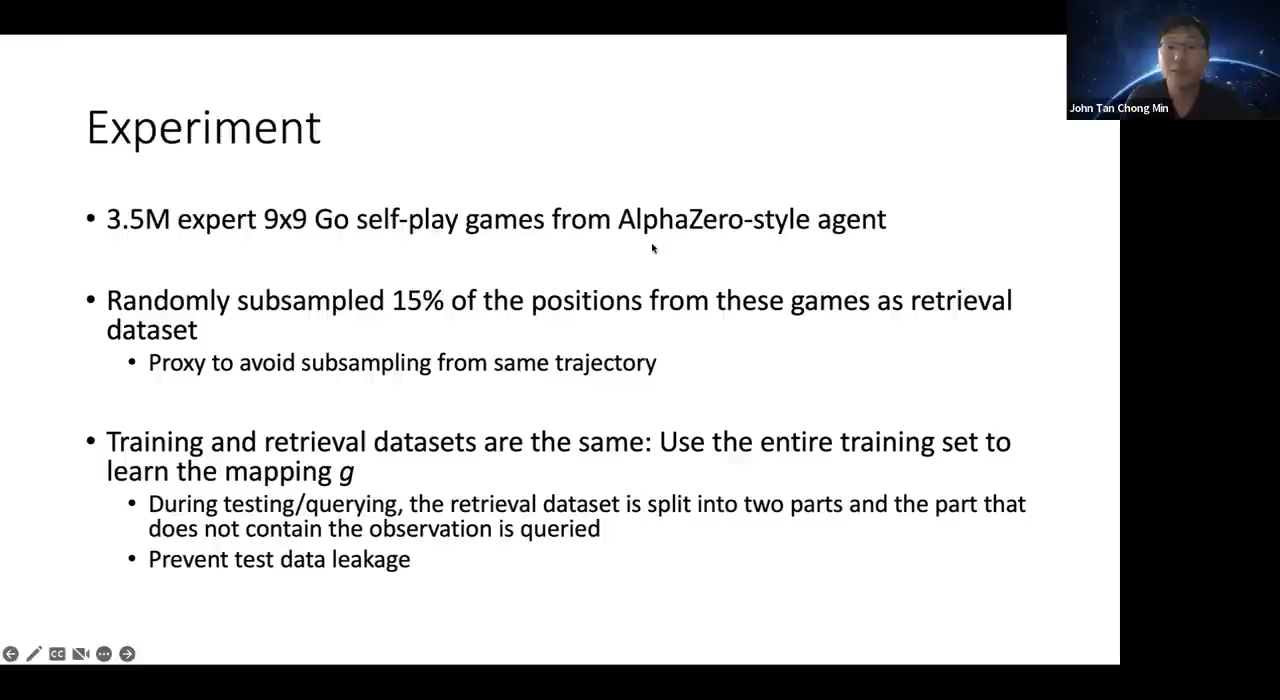 John Tan Chong Min
Experiment
• 3.5M expert 9x9 Go self-play games from AlphaZero-style agent
• Randomly subsampled 15% of the positions from these games as retrieval
dataset
• Proxy to avoid subsampling from same trajectory
• Training and retrieval datasets are the same: Use the entire training set to
learn the mapping g
• During testing/querying, the retrieval dataset is split into two parts and the part that
does not contain the observation is queried
• Prevent test data leakage
CC